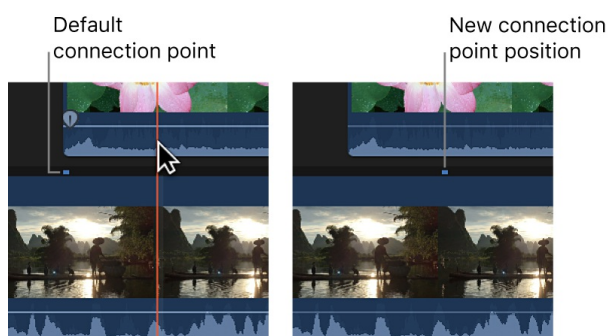 Default
connection point
New connection
point position